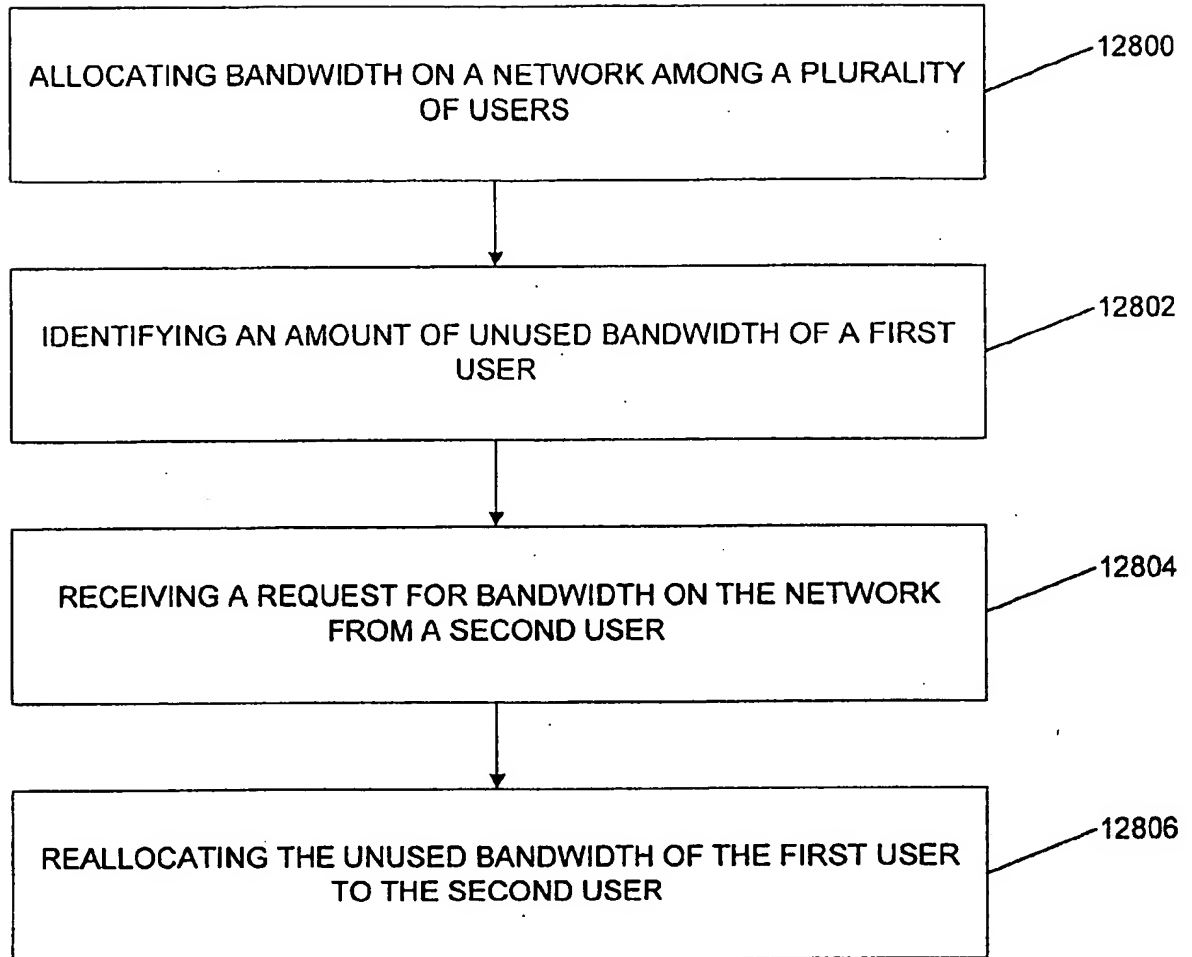 ALLOCATING BANDWIDTH ON A NETWORK AMONG A PLURALITY
OF USERS
12800
IDENTIFYING AN AMOUNT OF UNUSED BANDWIDTH OF A FIRST
USER
12802
RECEIVING A REQUEST FOR BANDWIDTH ON THE NETWORK
FROM A SECOND USER
12804
REALLOCATING THE UNUSED BANDWIDTH OF THE FIRST USER
TO THE SECOND USER
12806